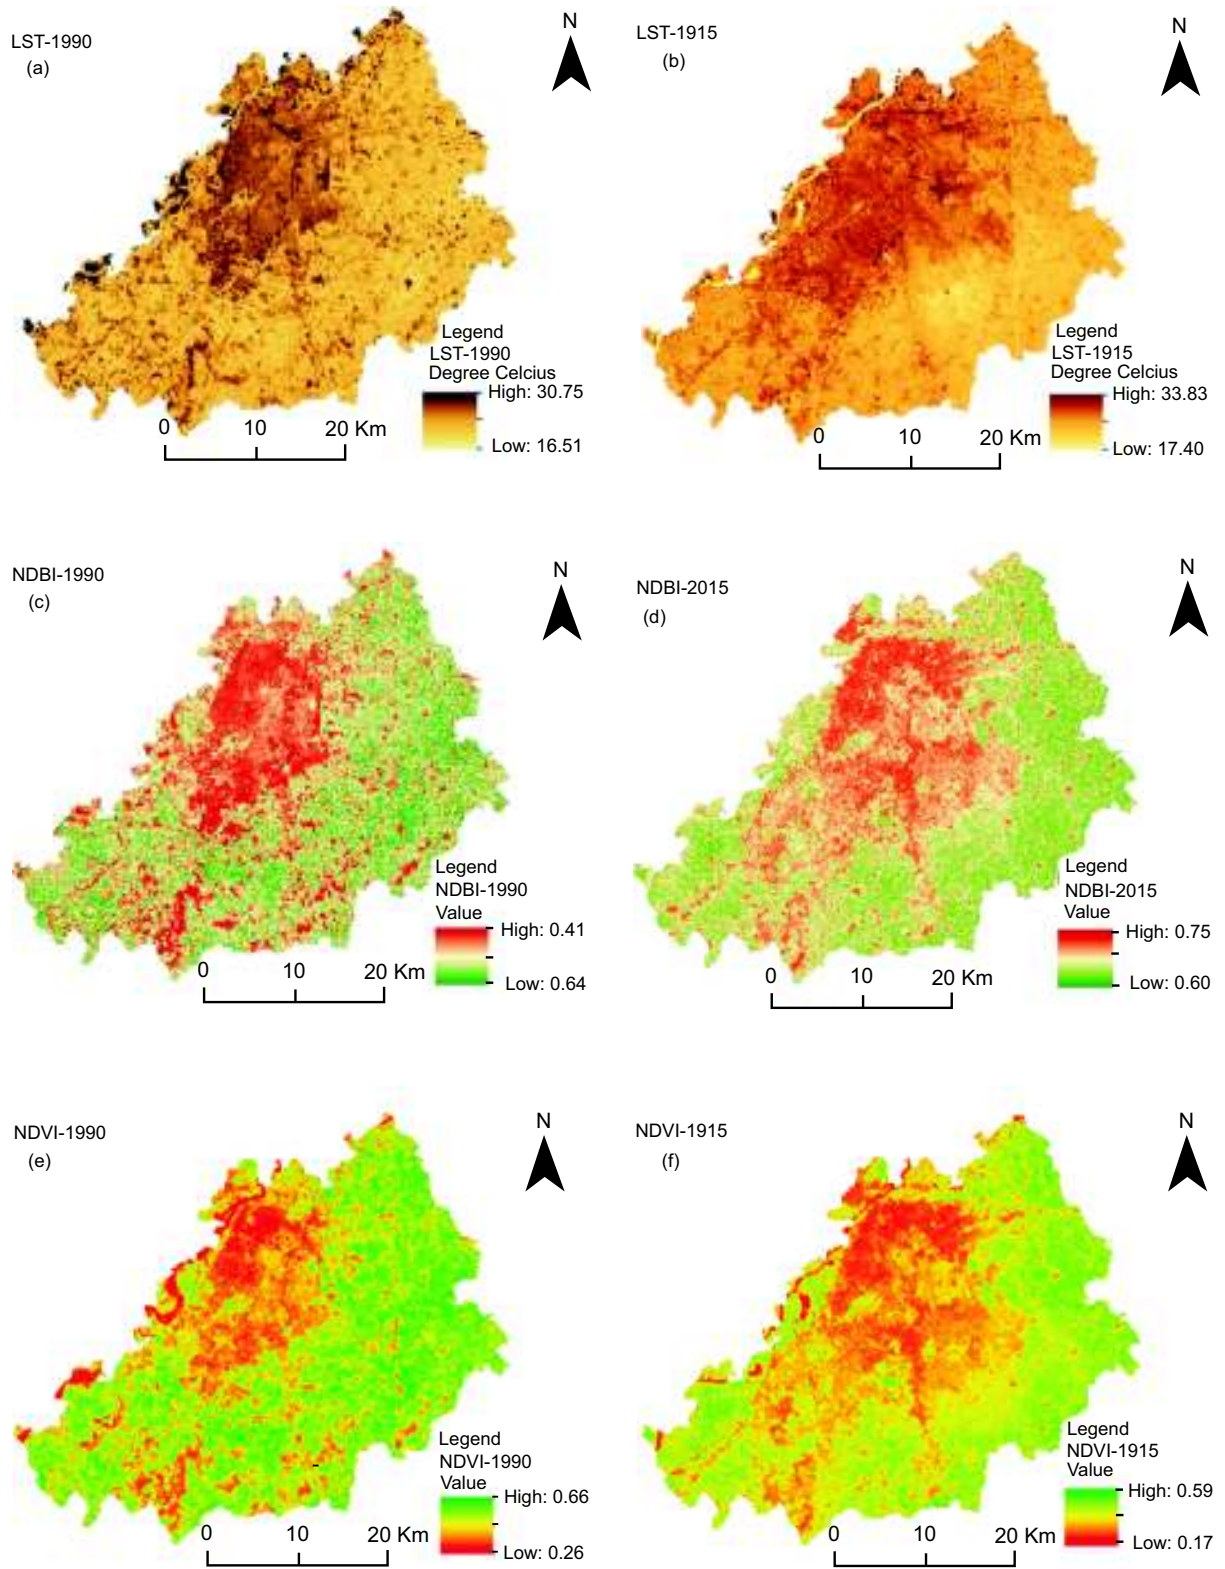 LST-1990
(a)
N
Legend
LST-1990
Degree Celcius
High: 30.75
Low: 16.51
0 10 20 Km
LST-1915
(b)
N
Legend
LST-1915
Degree Celcius
High: 33.83
Low: 17.40
0 10 20 Km
NDBI-1990
(c)
N
Legend
NDBI-1990
Value
High: 0.41
Low: 0.64
0 10 20 Km
NDBI-2015
(d)
N
Legend
NDBI-2015
Value
High: 0.75
Low: 0.60
0 10 20 Km
NDVI-1990
(e)
N
Legend
NDVI-1990
Value
High: 0.66
Low: 0.26
0 10 20 Km
NDVI-1915
(f)
N
Legend
NDVI-1915
Value
High: 0.59
Low: 0.17
0 10 20 Km